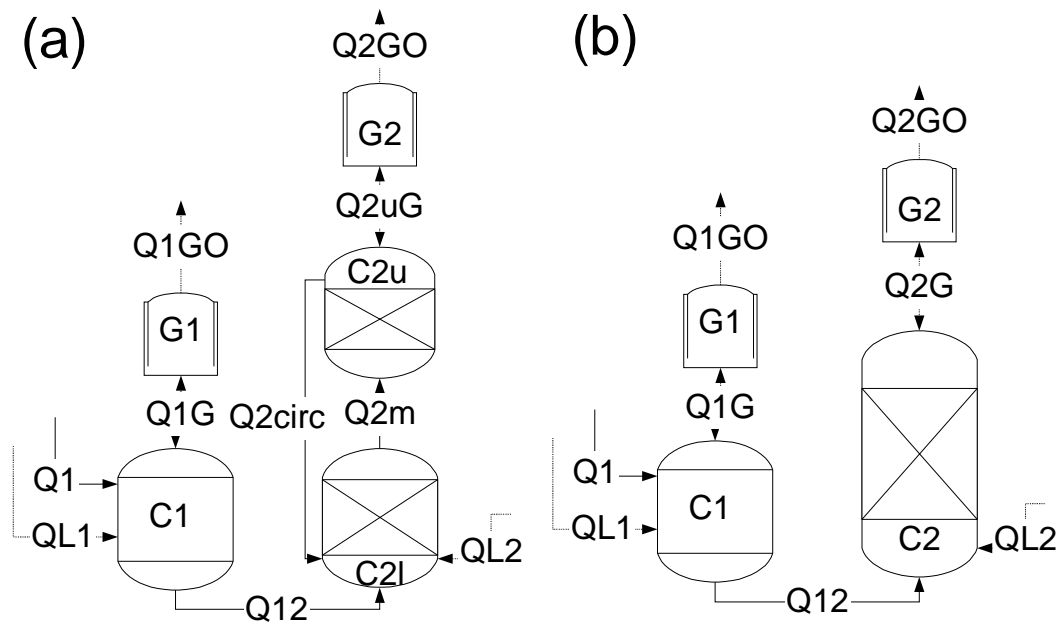 (a)
Q2GO
G2
Q2uG
Q1GO
C2u
G1
Q1G
Q2circ
Q2m
Q1
C1
QL1
QL2
C2l
Q12
(b)
Q2GO
G2
Q1GO
Q2G
G1
Q1G
Q1
C1
QL1
C2
QL2
Q12